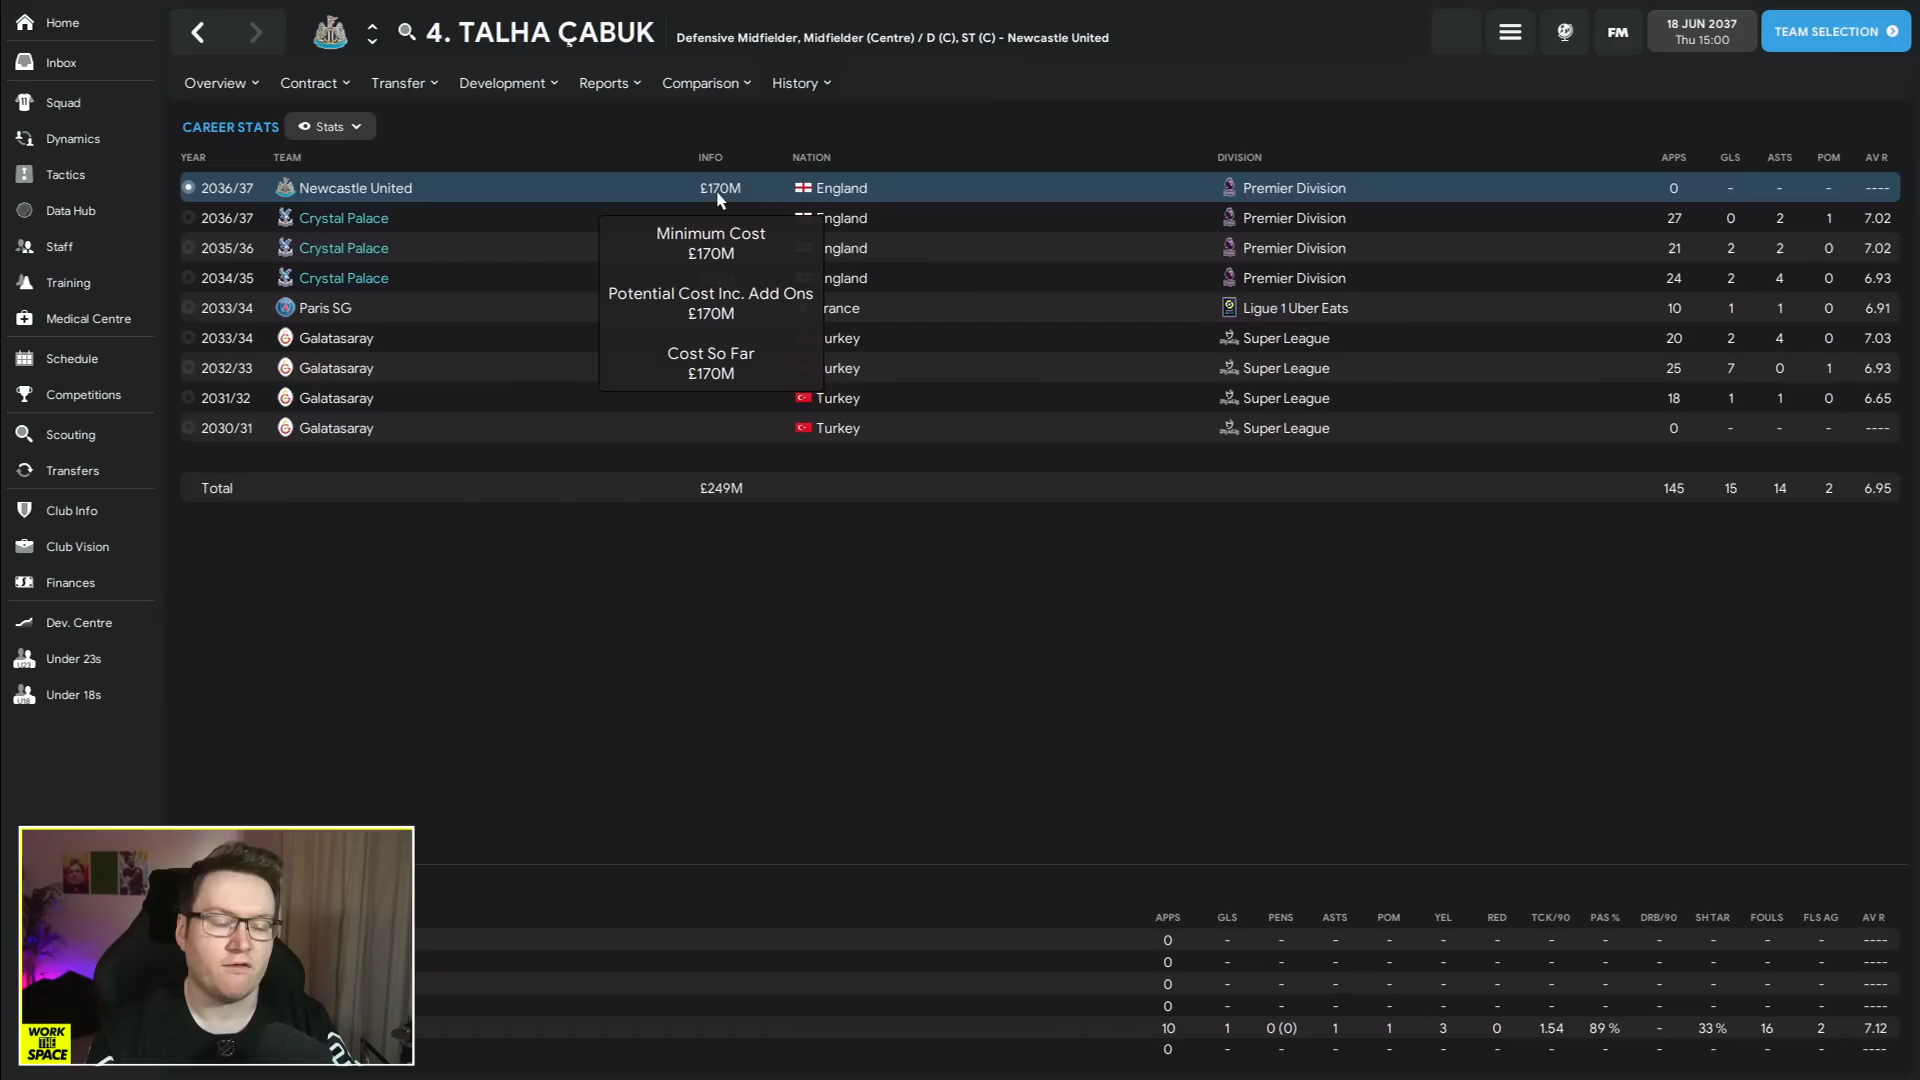 Home
Inbox
Squad
Dynamics
Tactics
Data Hub
Staff
Training
Medical Centre
Schedule
Competitions
Scouting
Transfers
Club Info
Club Vision
Finances
Dev. Centre
Under 23s
Under 18s
4. TALHA ÇABUK Defensive Midfielder, Midfielder (Centre) / D (C), ST (C) - Newcastle United
FM
18 JUN 2037
Thu 15:00
TEAM SELECTION
Overview Contract Transfer Development Reports Comparison History
CAREER STATS Stats
YEAR TEAM INFO NATION DIVISION APPS GLS ASTS POM AV R
2036/37 Newcastle United £170M England Premier Division 0 - - - ----
2036/37 Crystal Palace England Premier Division 27 0 2 1 7.02
2035/36 Crystal Palace ngland Premier Division 21 2 2 0 7.02
2034/35 Crystal Palace ngland Premier Division 24 2 4 0 6.93
2033/34 Paris SG rance Ligue 1 Uber Eats 10 1 1 0 6.91
2033/34 Galatasaray urkey Super League 20 2 4 0 7.03
2032/33 Galatasaray urkey Super League 25 7 0 1 6.93
2031/32 Galatasaray Turkey Super League 18 1 1 0 6.65
2030/31 Galatasaray Turkey Super League 0 - - - ----
Total £249M 145 15 14 2 6.95
Minimum Cost
£170M
Potential Cost Inc. Add Ons
£170M
Cost So Far
£170M
APPS GLS PENS ASTS POM YEL RED TCK/90 PAS % DRB/90 SH TAR FOULS FLS AG AV R
0 - - - - - - - - - - - - ----
0 - - - - - - - - - - - - ----
0 - - - - - - - - - - - - ----
0 - - - - - - - - - - - - ----
10 1 0 (0) 1 1 3 0 1.54 89 % - 33 % 16 2 7.12
0 - - - - - - - - - - - - ----
WORK
THE
SPACE